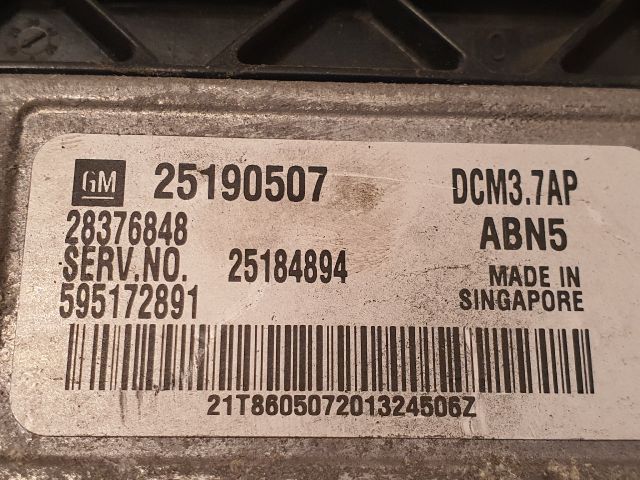 GM 25190507 DCM3.7AP
28376848 ABN5
SERV.NO. 25184894 MADE IN
595172891 SINGAPORE
21T860507201324506Z